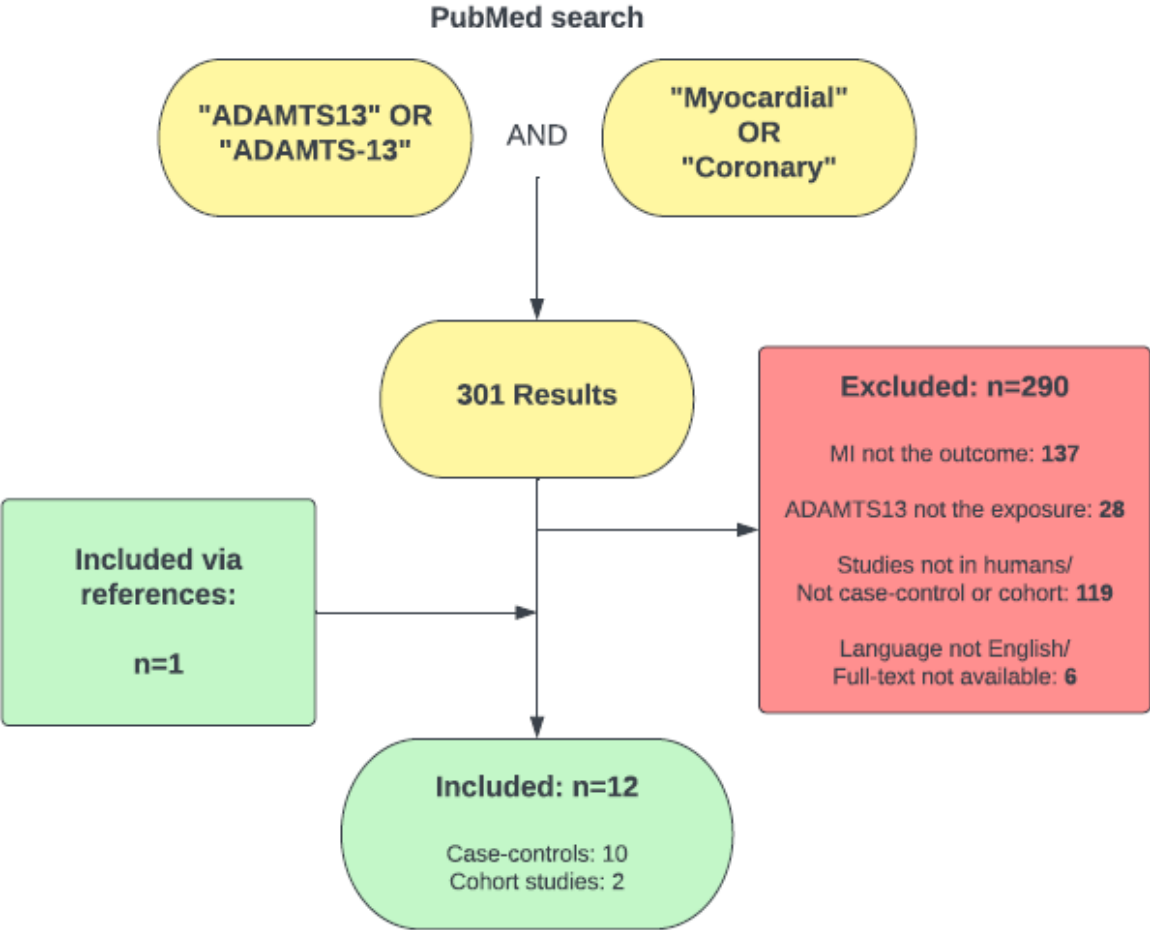 PubMed search
"ADAMTS13" OR
"ADAMTS-13"
AND
"Myocardial"
OR
"Coronary"
301 Results
Excluded: n=290
MI not the outcome: 137
ADAMTS13 not the exposure: 28
Studies not in humans/
Not case-control or cohort: 119
Language not English/
Full-text not available: 6
Included via
references:
n=1
Included: n=12
Case-controls: 10
Cohort studies: 2